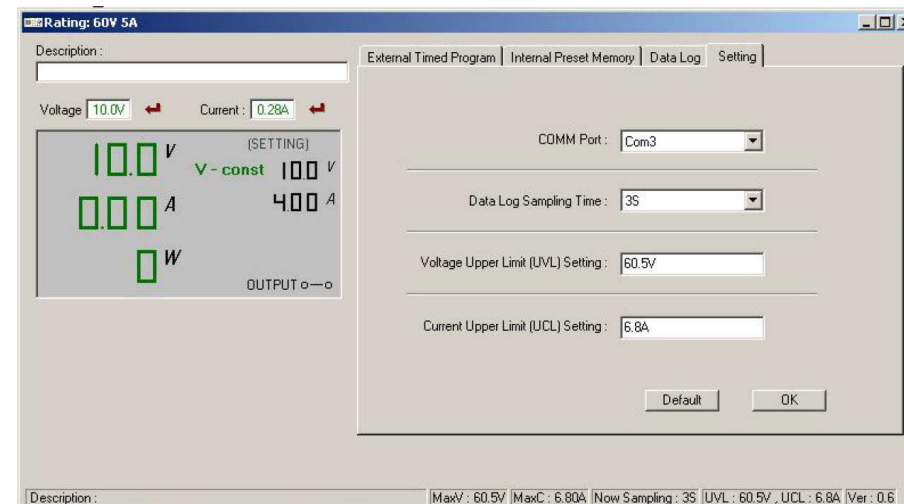 Rating: 60V 5A
Description :
External Timed Program
Internal Preset Memory
Data Log
Setting
Voltage 10.0V
Current : 0.28A
10.0 V
(SETTING)
V - const 10.0 V
0.00 A
4.00 A
0 W
OUTPUT
COMM Port : Com3
Data Log Sampling Time : 3S
Voltage Upper Limit (UVL) Setting : 60.5V
Current Upper Limit (UCL) Setting : 6.8A
Default
OK
Description :
MaxV : 60.5V
MaxC : 6.80A
Now Sampling : 3S
UVL : 60.5V , UCL : 6.8A
Ver : 0.6